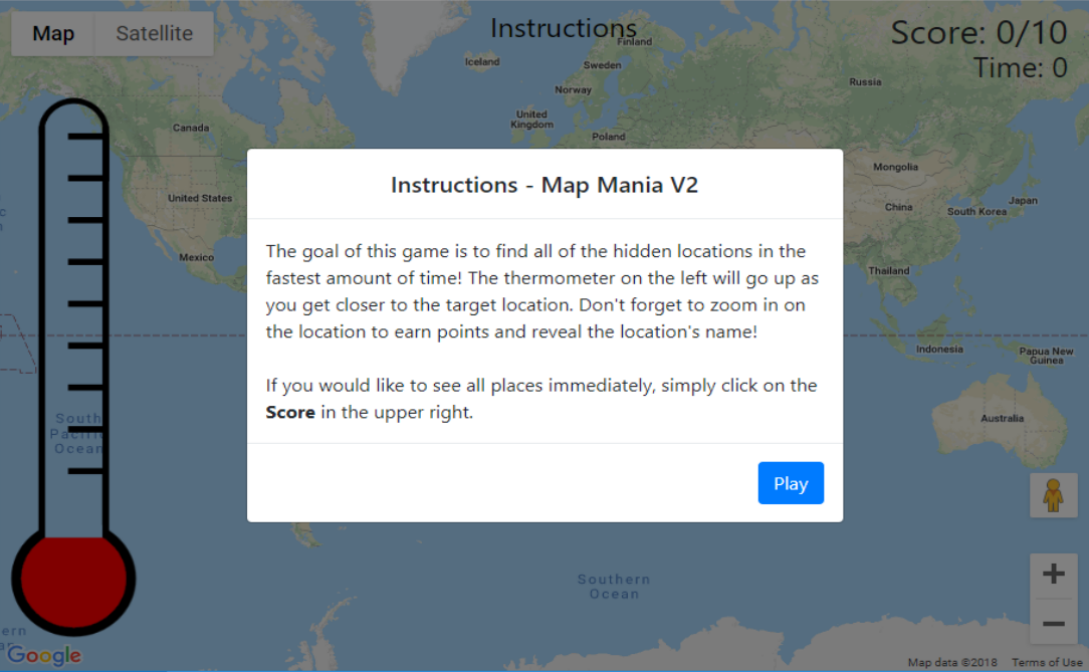 Map
Satellite
Instructions
Score: 0/10
Time: 0
Finland
Iceland
Sweden
Norway
Russia
United
Kingdom
Canada
Poland
Instructions - Map Mania V2
Mongolia
United States
China
Japan
South Korea
Mexico
The goal of this game is to find all of the hidden locations in the
fastest amount of time! The thermometer on the left will go up as
you get closer to the target location. Don't forget to zoom in on
the location to earn points and reveal the location's name!
Thailand
Indonesia
Papua New
Guinea
If you would like to see all places immediately, simply click on the
Score in the upper right.
Australia
South
Pacific
Ocean
Play
Southern
Ocean
Google
Map data ©2018
Terms of Use